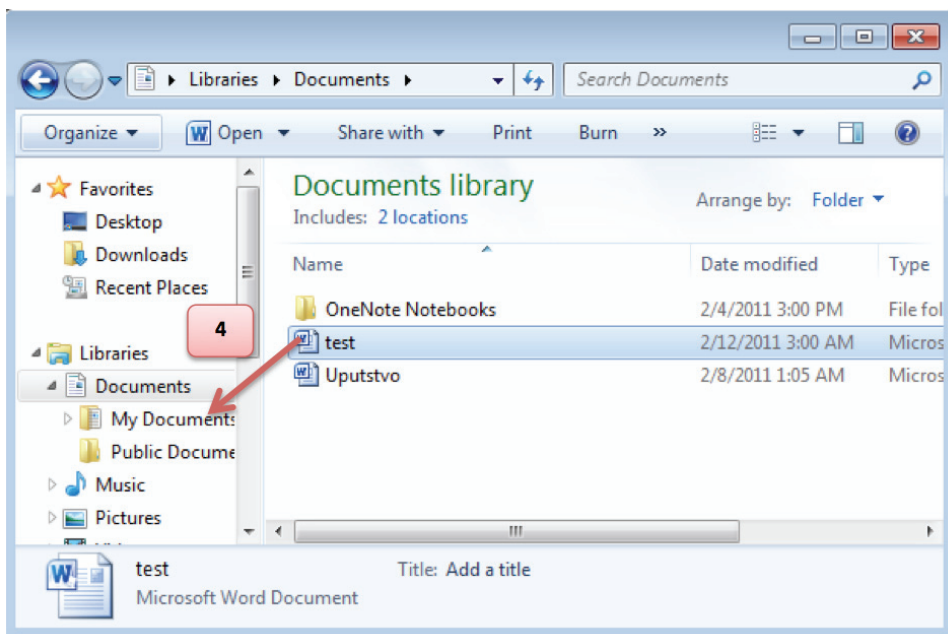 Libraries Documents
Search Documents
Organize Open Share with Print Burn »
Favorites
Desktop
Downloads
Recent Places
4
Libraries
Documents
My Documents
Public Docume
Music
Pictures
Documents library
Includes: 2 locations
Arrange by: Folder
Name Date modified Type
OneNote Notebooks 2/4/2011 3:00 PM File fol
test 2/12/2011 3:00 AM Micros
Uputstvo 2/8/2011 1:05 AM Micros
test Title: Add a title
Microsoft Word Document